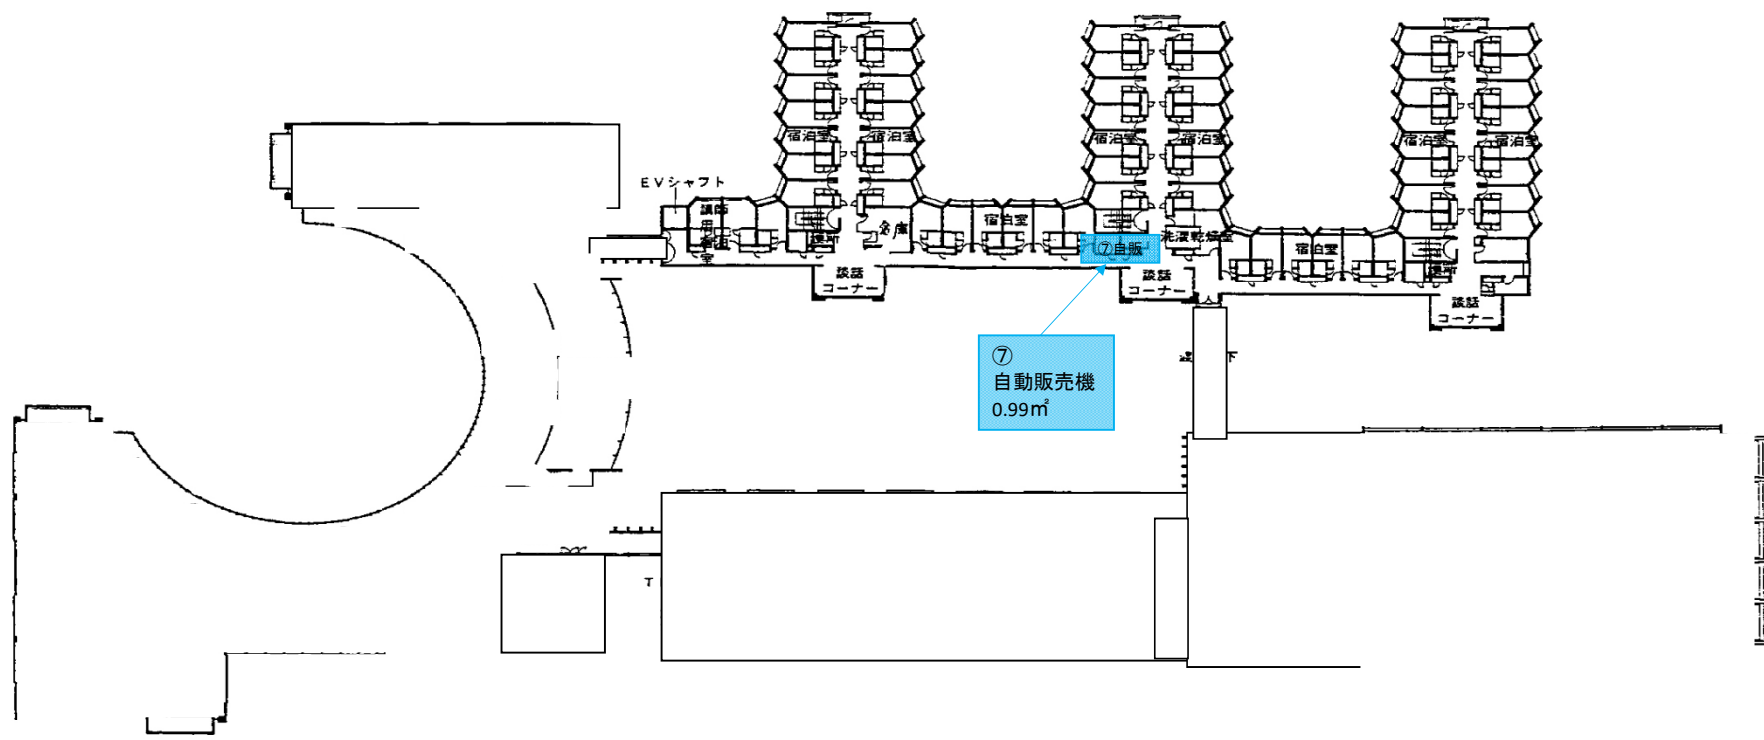 宿泊室
宿泊室
宿泊室
宿泊室
宿泊室
宿泊室
EVシャフト
講師
用
宿泊
室
便所
倉庫
宿泊室
⑦自販
洗濯乾燥室
宿泊室
便所
談話
コーナー
談話
コーナー
談話
コーナー
⑦
自動販売機
0.99㎡
下
T